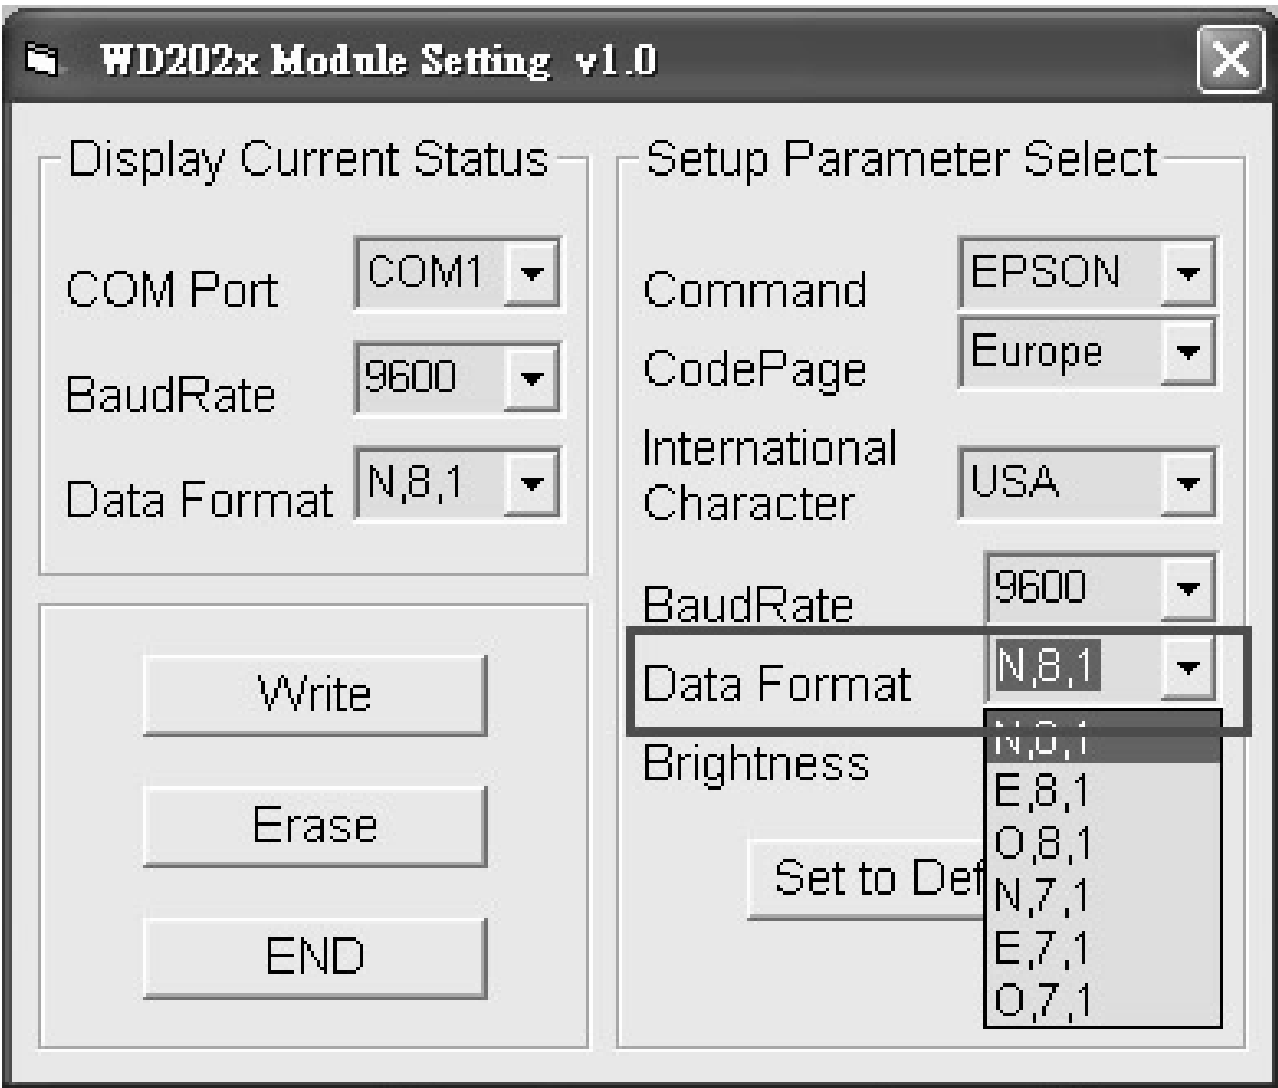 WD202x Module Setting v1.0
Display Current Status
COM Port
COM1
BaudRate
9600
Data Format
N,8,1
Write
Erase
END
Setup Parameter Select
Command
EPSON
CodePage
Europe
International
Character
USA
BaudRate
9600
Data Format
N,8,1
N,8,1
E,8,1
O,8,1
N,7,1
E,7,1
O,7,1
Brightness
Set to Def